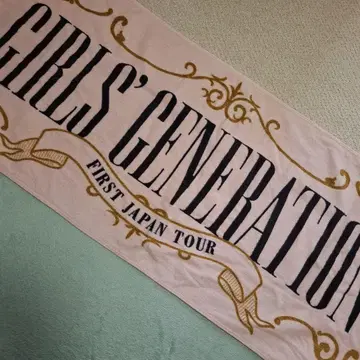 GIRLS' GENERATION
FIRST JAPAN TOUR